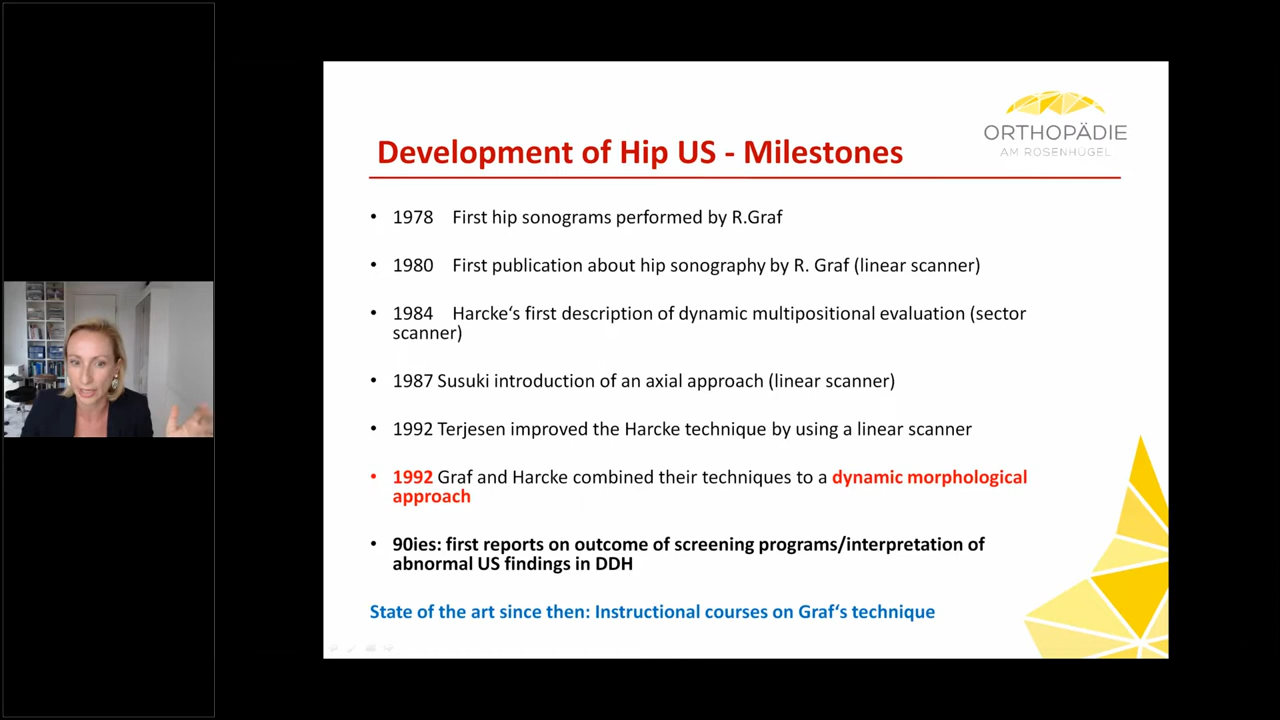 ORTHOPÄDIE
AM ROSENHÜGEL
Development of Hip US - Milestones
• 1978 First hip sonograms performed by R.Graf
• 1980 First publication about hip sonography by R. Graf (linear scanner)
• 1984 Harcke‘s first description of dynamic multipositional evaluation (sector
scanner)
• 1987 Susuki introduction of an axial approach (linear scanner)
• 1992 Terjesen improved the Harcke technique by using a linear scanner
• 1992 Graf and Harcke combined their techniques to a dynamic morphological
approach
• 90ies: first reports on outcome of screening programs/interpretation of
abnormal US findings in DDH
State of the art since then: Instructional courses on Graf‘s technique